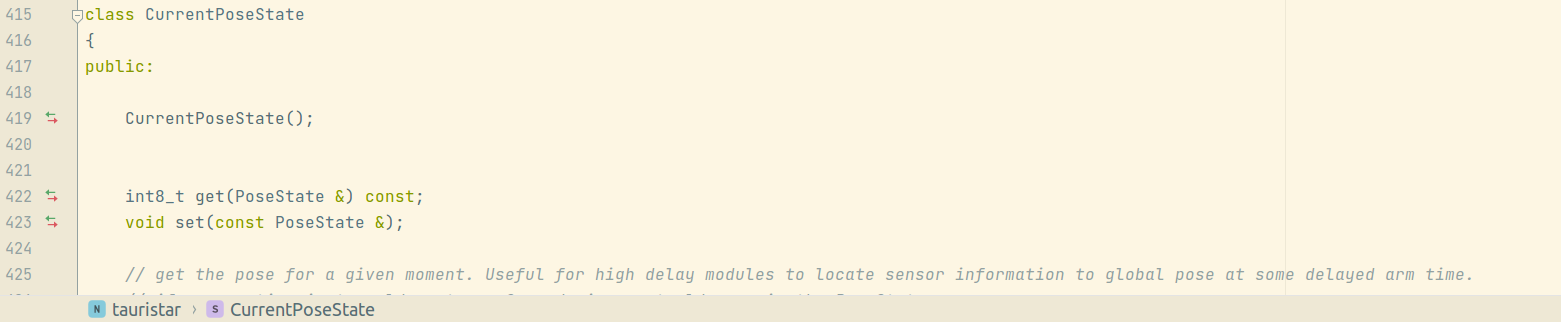 415 class CurrentPoseState
416 {
417 public:
418
419 CurrentPoseState();
420
421
422 int8_t get(PoseState &) const;
423 void set(const PoseState &);
424
425 // get the pose for a given moment. Useful for high delay modules to locate sensor information to global pose at some delayed arm time.
N tauristar › S CurrentPoseState